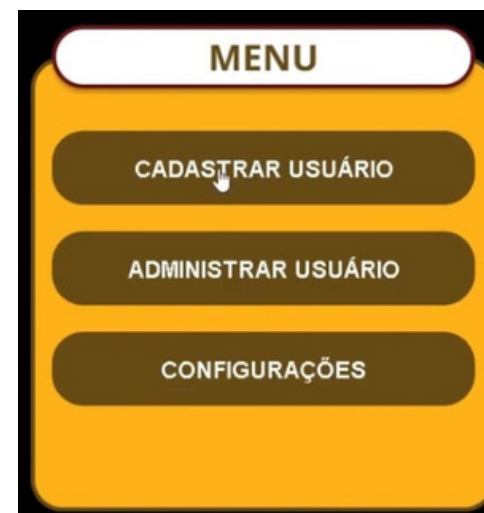 MENU
CADASTRAR USUÁRIO
ADMINISTRAR USUÁRIO
CONFIGURAÇÕES